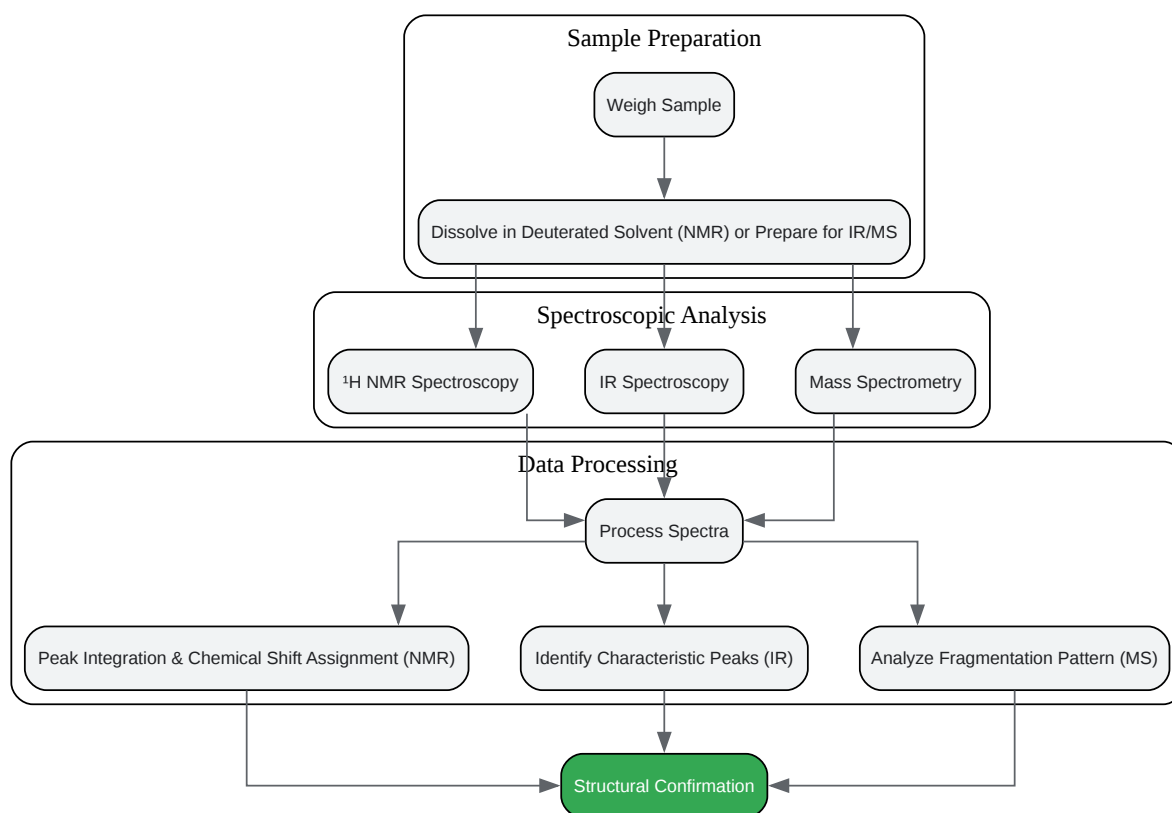 Sample Preparation
Weigh Sample
Dissolve in Deuterated Solvent (NMR) or Prepare for IR/MS
Spectroscopic Analysis
¹H NMR Spectroscopy
IR Spectroscopy
Mass Spectrometry
Data Processing
Process Spectra
Peak Integration & Chemical Shift Assignment (NMR)
Identify Characteristic Peaks (IR)
Analyze Fragmentation Pattern (MS)
Structural Confirmation